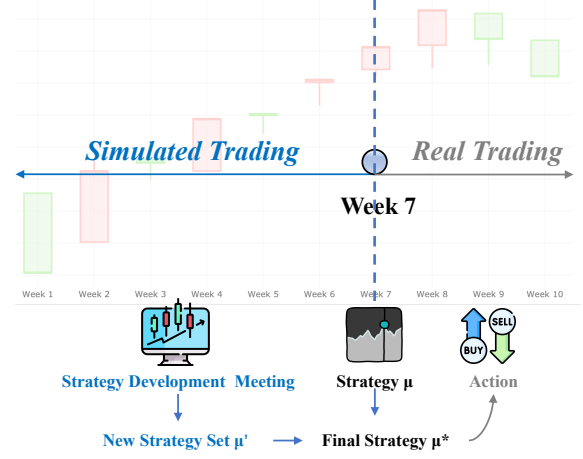 Simulated Trading
Real Trading
Week 7
Week 1 Week 2 Week 3 Week 4 Week 5 Week 6 Week 7 Week 8 Week 9 Week 10
SELL
BUY
Strategy Development Meeting Strategy μ Action
New Strategy Set μ' Final Strategy μ*